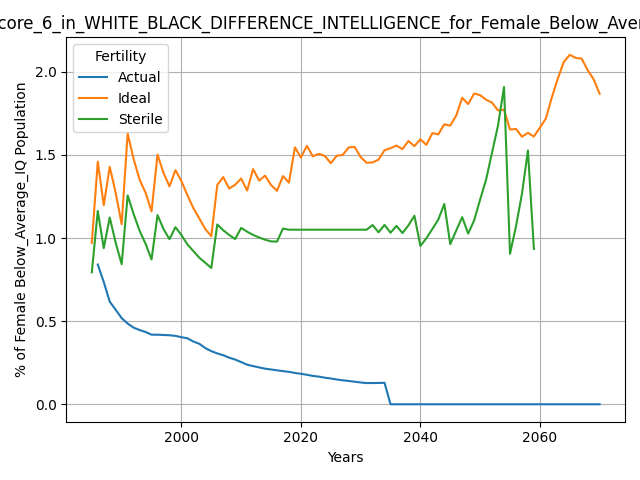 core_6_in_WHITE_BLACK_DIFFERENCE_INTELLIGENCE_for_Female_Below_Aver
Fertility
Actual
Ideal
Sterile
% of Female Below_Average_IQ Population
2.0
1.5
1.0
0.5
0.0
2000
2020
2040
2060
Years